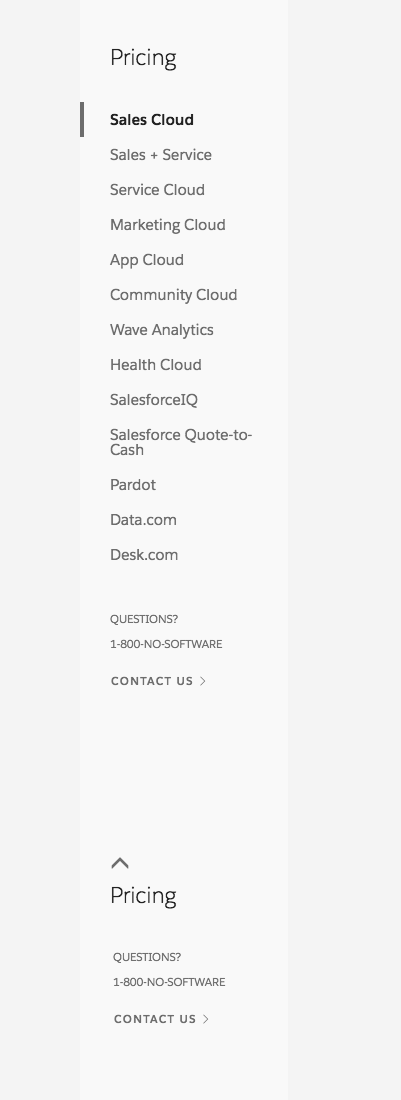 Pricing
Sales Cloud
Sales + Service
Service Cloud
Marketing Cloud
App Cloud
Community Cloud
Wave Analytics
Health Cloud
SalesforceIQ
Salesforce Quote-to-
Cash
Pardot
Data.com
Desk.com
QUESTIONS?
1-800-NO-SOFTWARE
CONTACT US >
Pricing
QUESTIONS?
1-800-NO-SOFTWARE
CONTACT US >